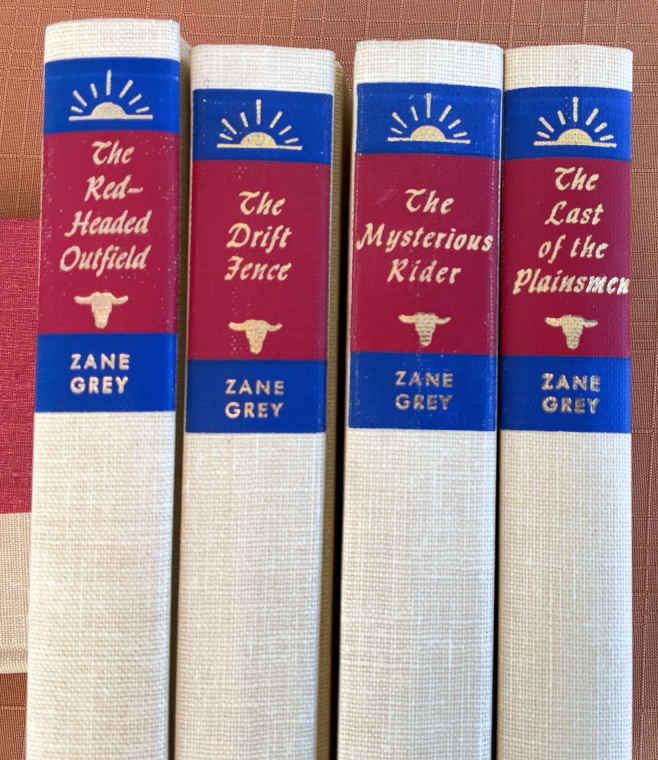 The
Red-
Headed
Outfield
ZANE
GREY
The
Drift
Fence
ZANE
GREY
The
Mysterious
Rider
ZANE
GREY
The
Last
of the
Plainsmen
ZANE
GREY